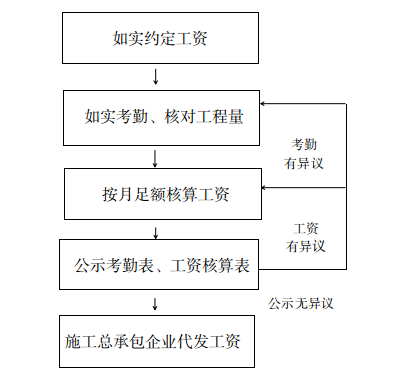 如实约定工资
如实考勤、核对工程量
考勤
有异议
按月足额核算工资
工资
有异议
公示考勤表、工资核算表
公示无异议
施工总承包企业代发工资